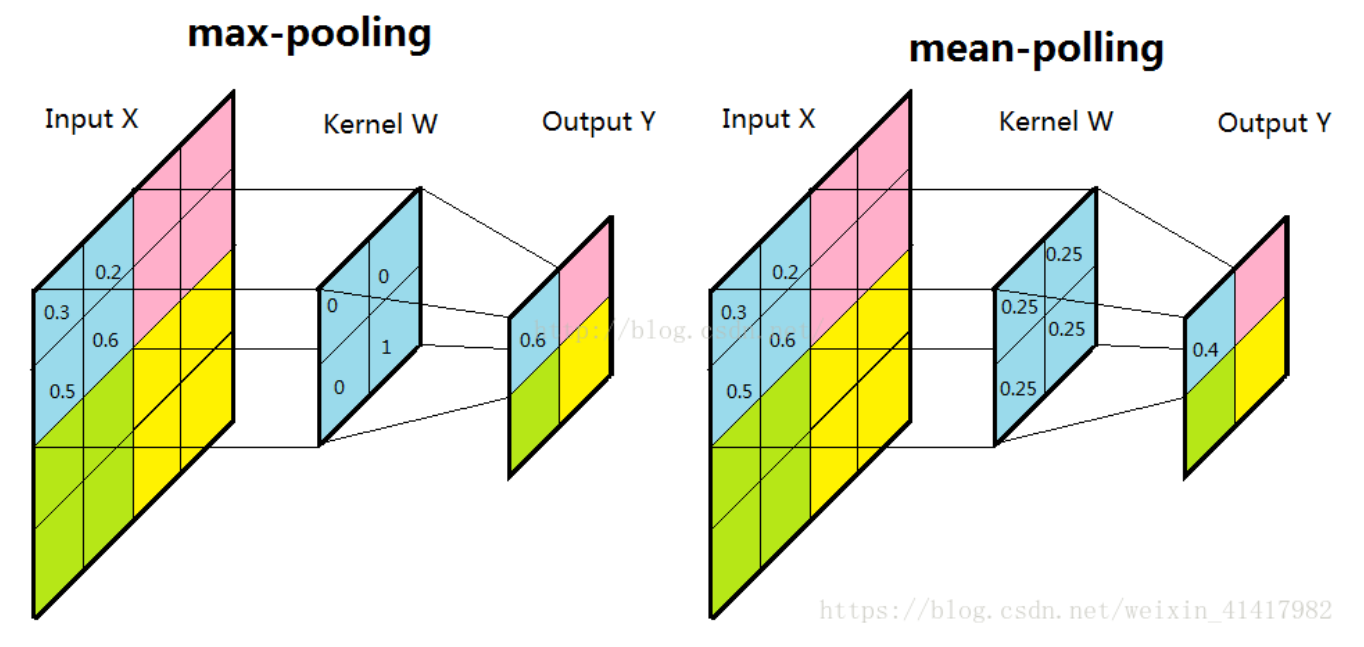 max-pooling
mean-polling
Input X
Kernel W
Output Y
Input X
Kernel W
Output Y
0.2
0.3
0.6
0.5
0
0
1
0
0.6
0.2
0.3
0.6
0.5
0.25
0.25
0.25
0.25
0.4
http://blog.csdn.net/
https://blog.csdn.net/weixin_41417982